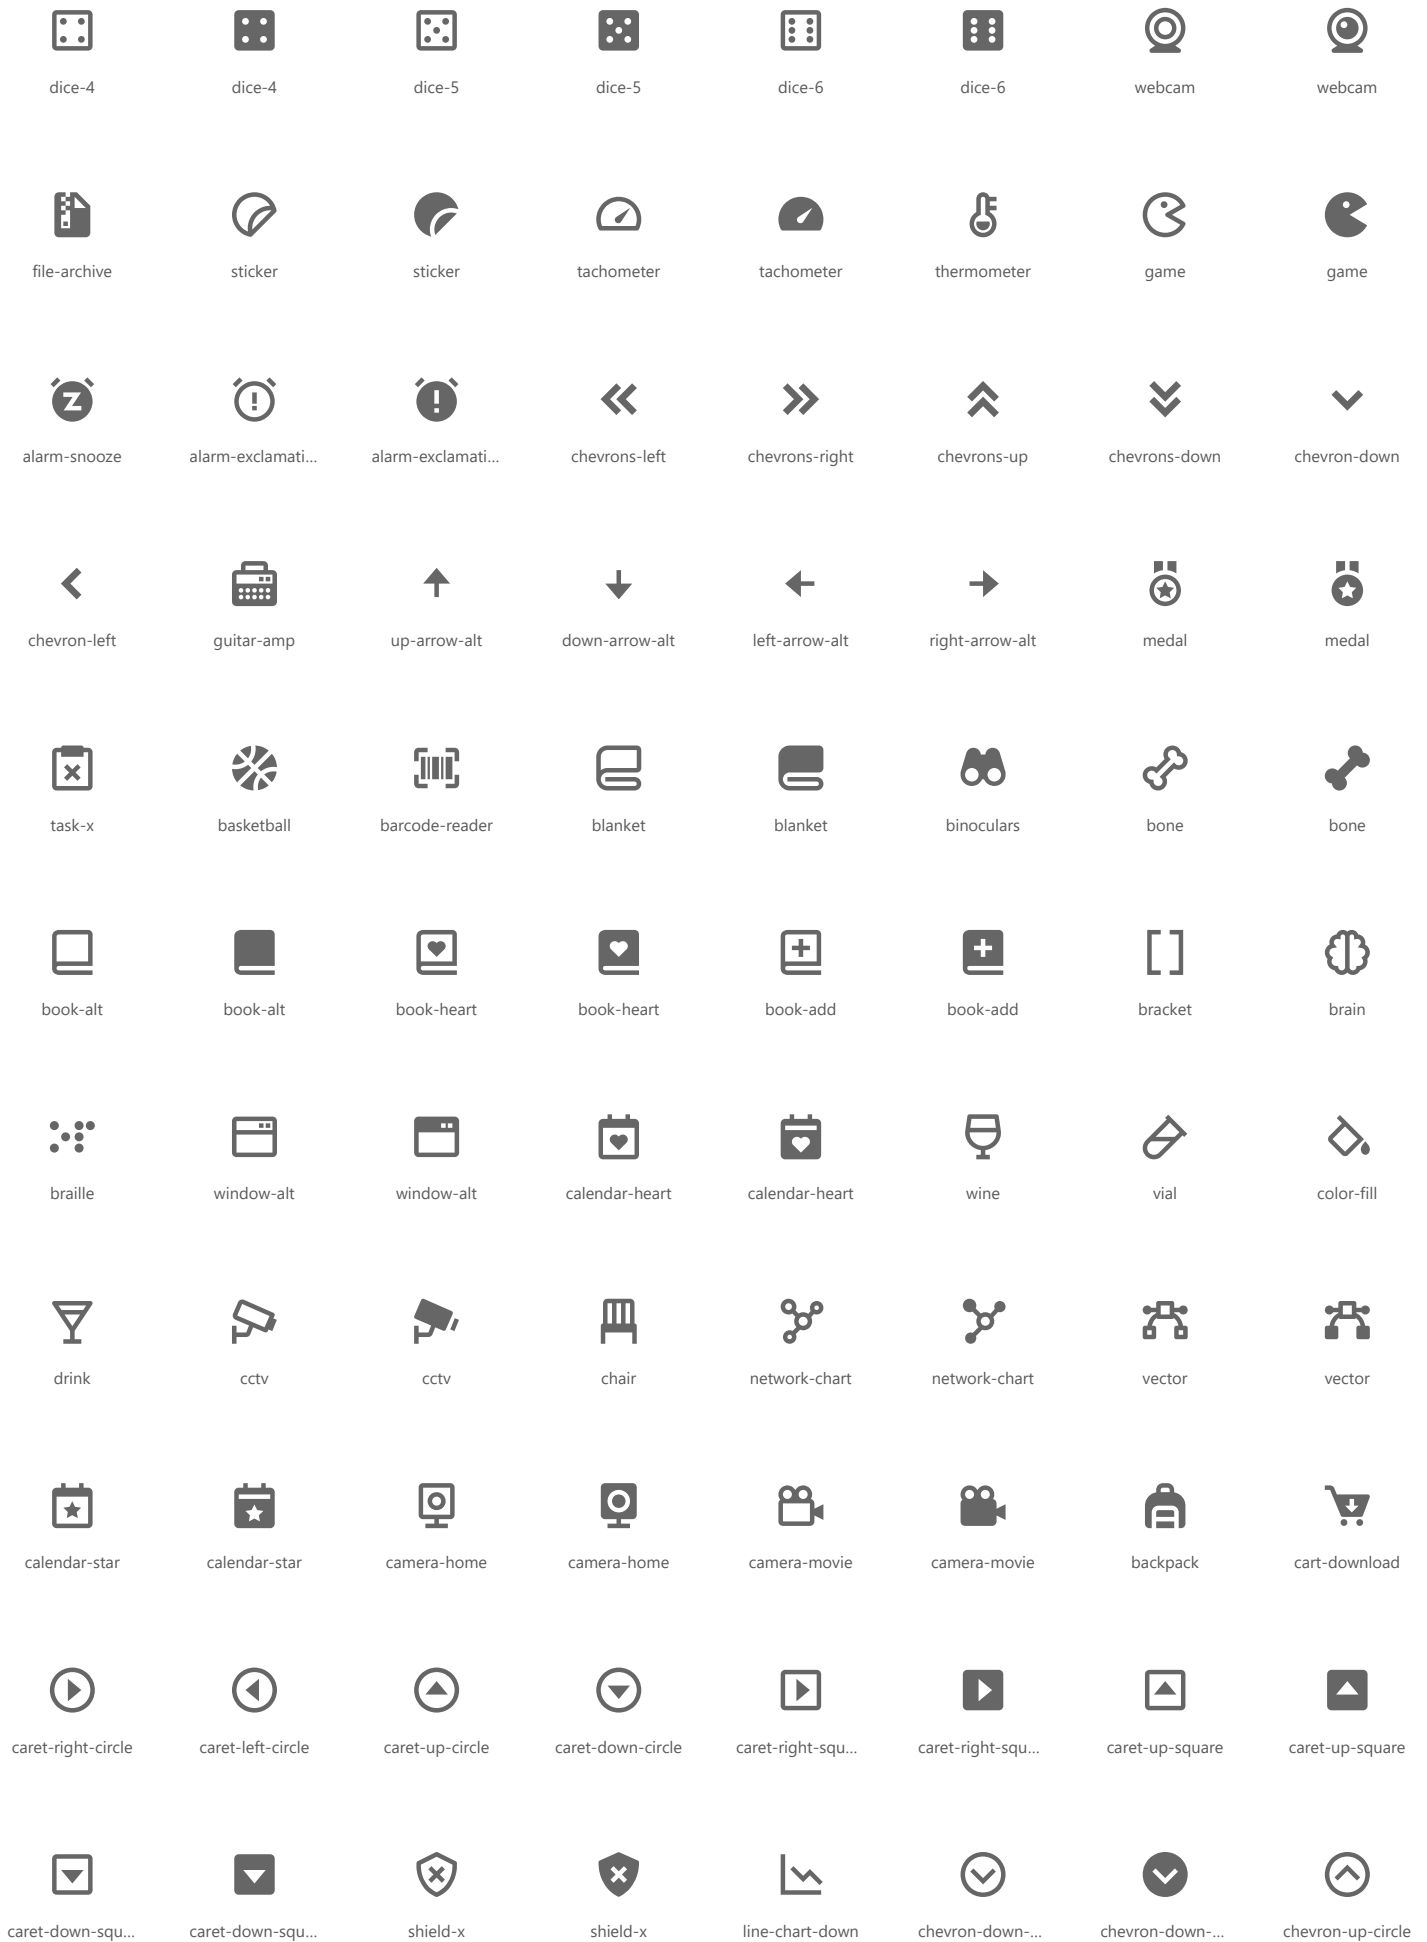 dice-4 dice-4 dice-5 dice-5 dice-6 dice-6 webcam webcam
file-archive sticker sticker tachometer tachometer thermometer game game
alarm-snooze alarm-exclamati... alarm-exclamati... chevrons-left chevrons-right chevrons-up chevrons-down chevron-down
chevron-left guitar-amp up-arrow-alt down-arrow-alt left-arrow-alt right-arrow-alt medal medal
task-x basketball barcode-reader blanket blanket binoculars bone bone
book-alt book-alt book-heart book-heart book-add book-add bracket brain
braille window-alt window-alt calendar-heart calendar-heart wine vial color-fill
drink cctv cctv chair network-chart network-chart vector vector
calendar-star calendar-star camera-home camera-home camera-movie camera-movie backpack cart-download
caret-right-circle caret-left-circle caret-up-circle caret-down-circle caret-right-squ... caret-right-squ... caret-up-square caret-up-square
caret-down-squ... caret-down-squ... shield-x shield-x line-chart-down chevron-down-... chevron-down-... chevron-up-circle